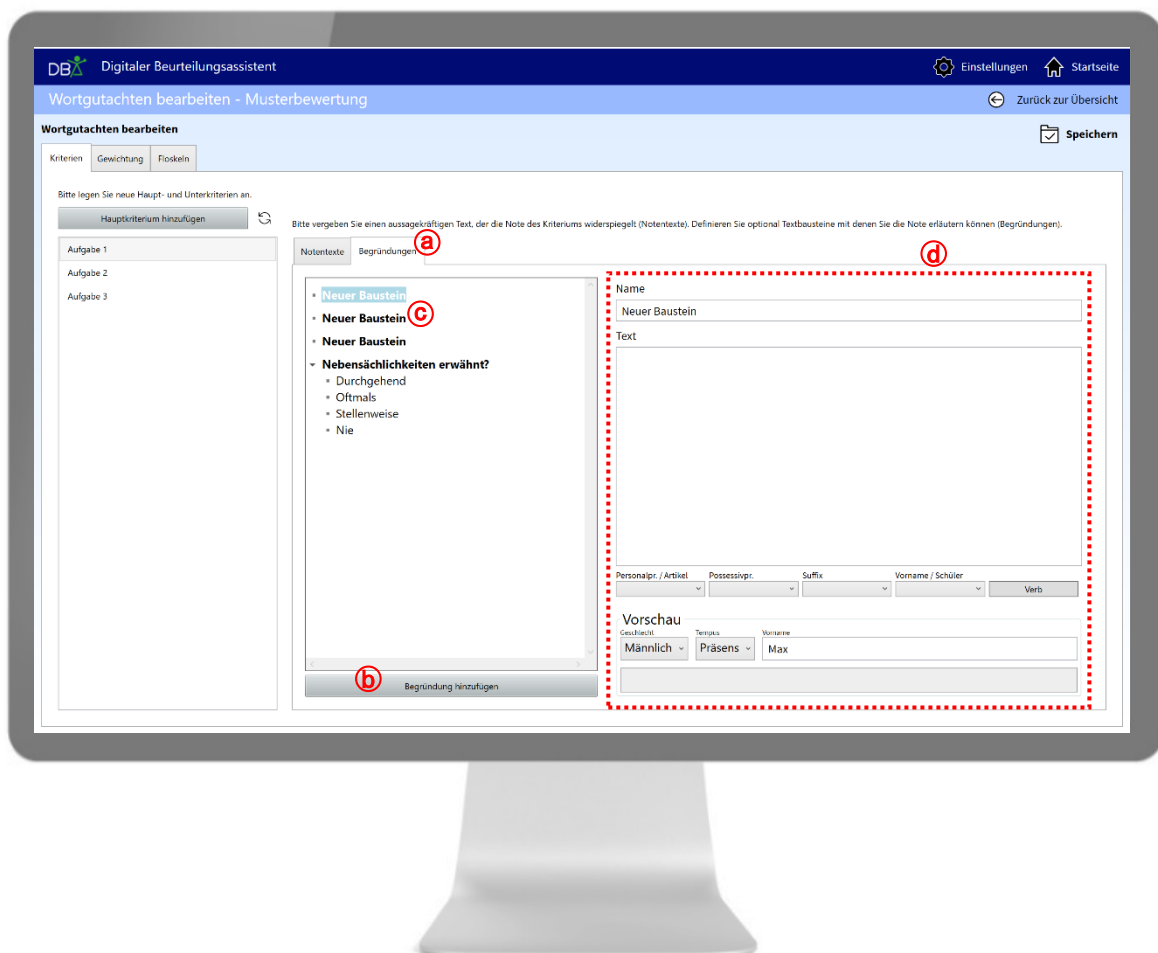 DBA Digitaler Beurteilungsassistent Einstellungen Startseite
Wortgutachten bearbeiten - Musterbewertung Zurück zur Übersicht
Wortgutachten bearbeiten Speichern
Kriterien Gewichtung Floskeln
Bitte legen Sie neue Haupt- und Unterkriterien an.
Hauptkriterium hinzufügen
Bitte vergeben Sie einen aussagekräftigen Text, der die Note des Kriteriums widerspiegelt (Notentexte). Definieren Sie optional Textbausteine mit denen Sie die Note erläutern können (Begründungen).
Aufgabe 1
Aufgabe 2
Aufgabe 3
Notentexte Begründungen a
d
Neuer Baustein
Neuer Baustein c
Neuer Baustein
Nebensächlichkeiten erwähnt?
Durchgehend
Oftmals
Stellenweise
Nie
b Begründung hinzufügen
Name
Neuer Baustein
Text
Personalpr. / Artikel Possessivpr. Suffix Vorname / Schüler
Verb
Vorschau
Geschlecht Tempus Vorname
Männlich Präsens Max